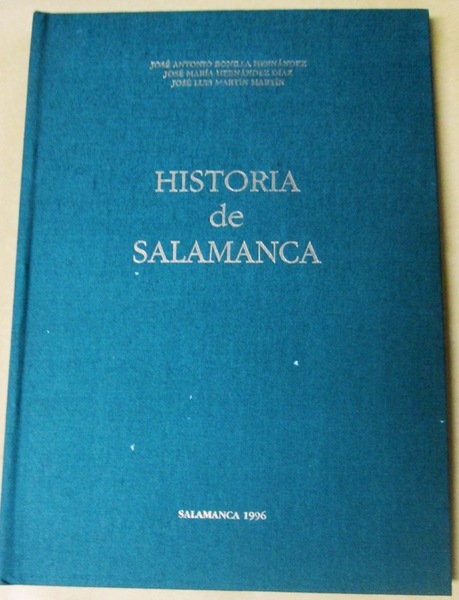 JOSÉ ANTONIO BONILLA HERNÁNDEZ
JOSÉ MARÍA HERNÁNDEZ DÍAZ
JOSÉ LUIS MARTÍN MARTÍN
HISTORIA
de
SALAMANCA
SALAMANCA 1996